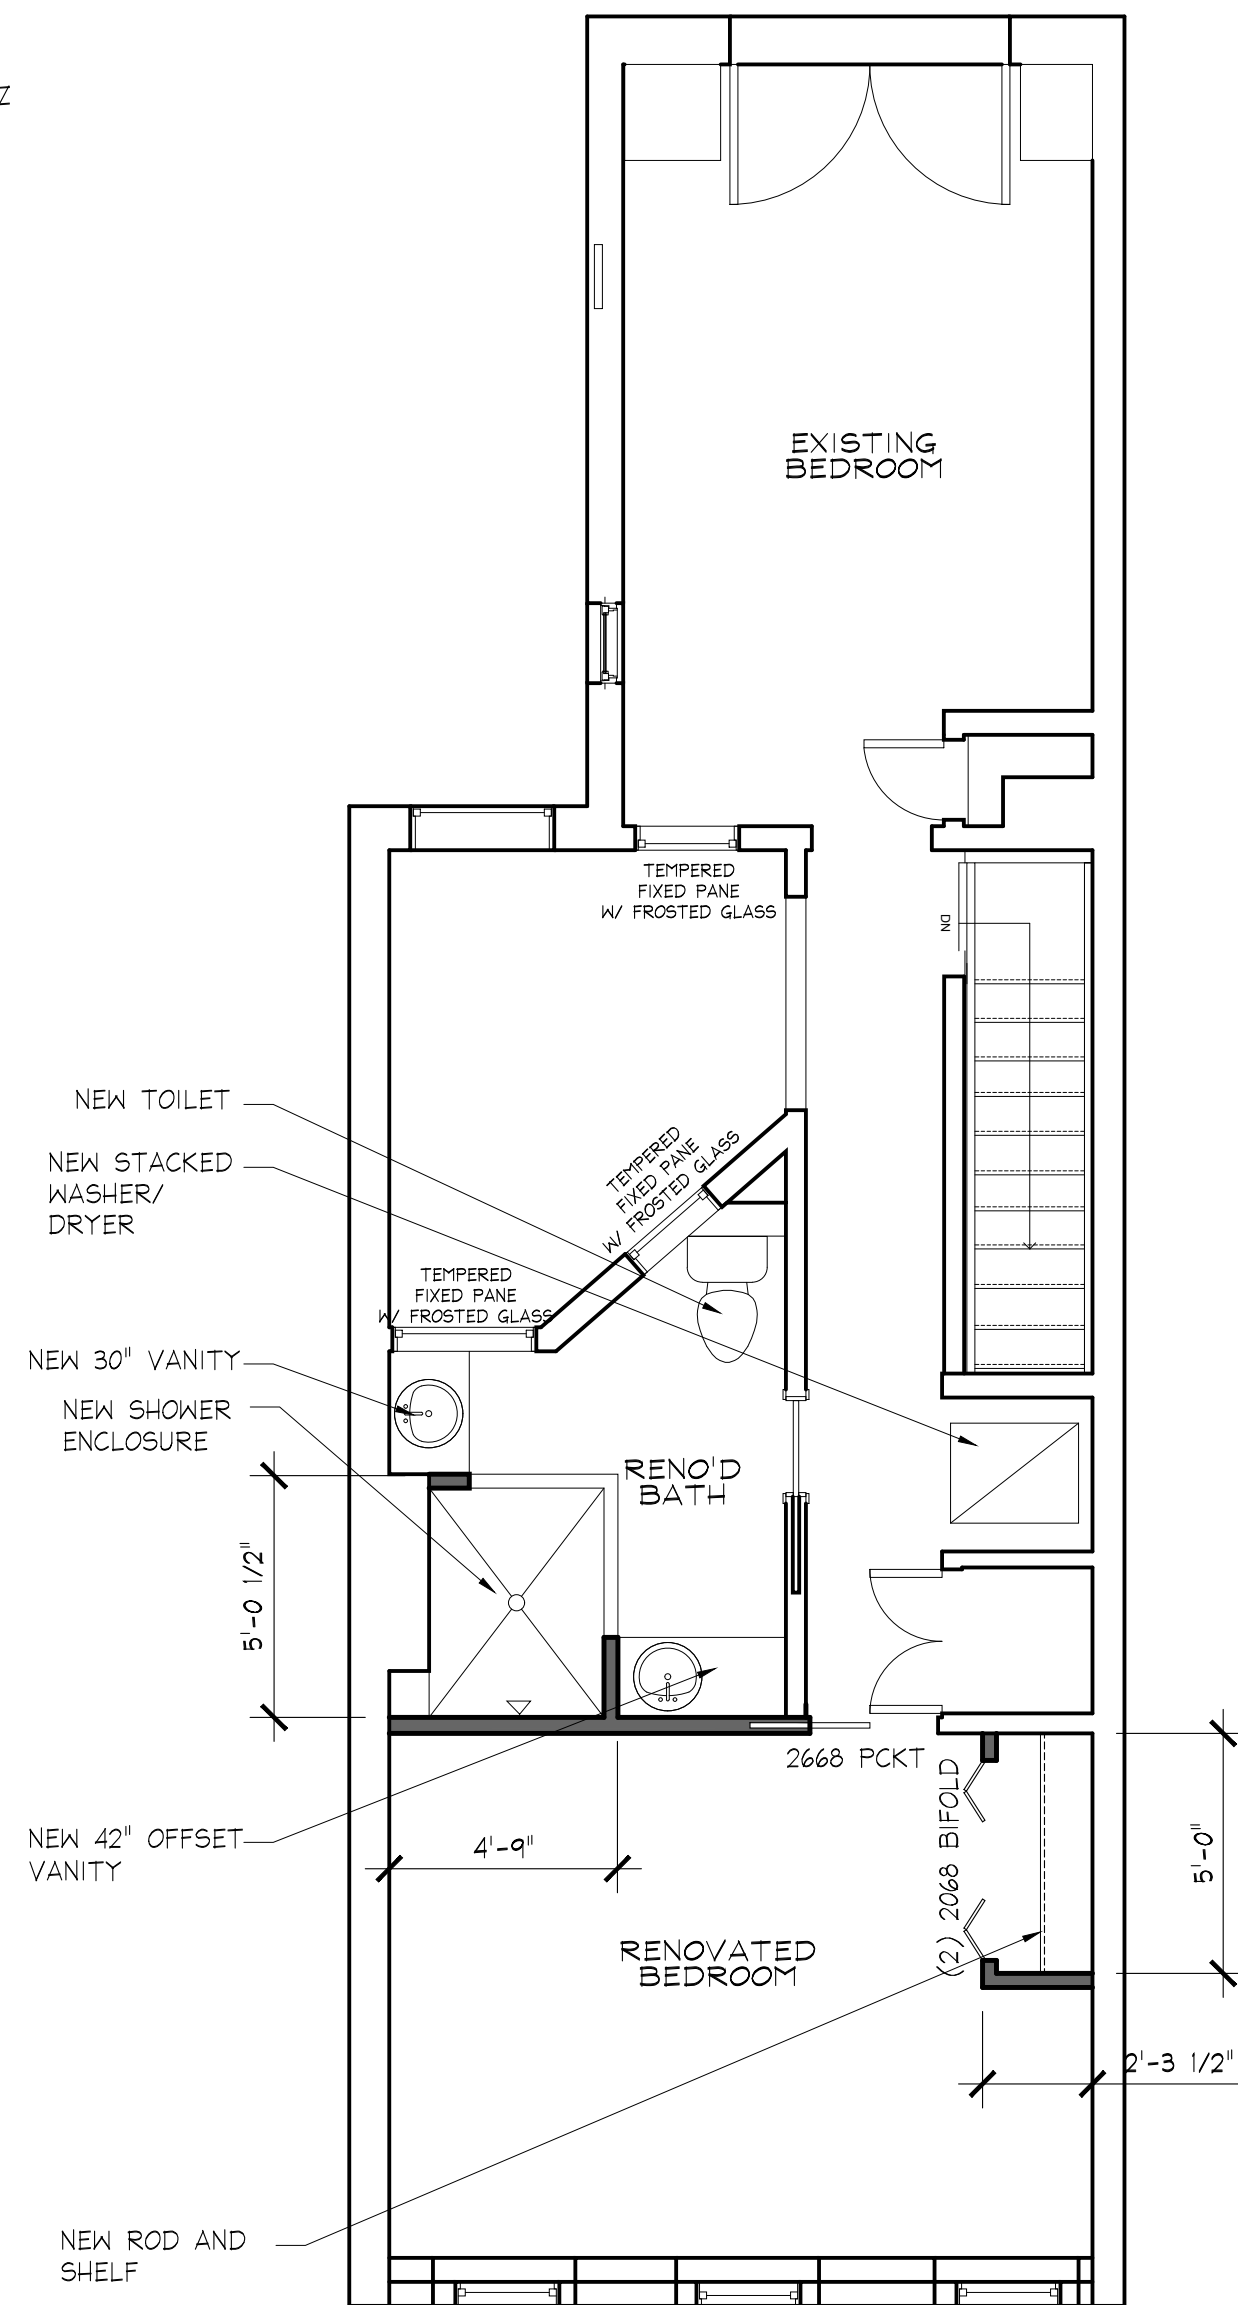 Z
EXISTING
BEDROOM
TEMPERED
FIXED PANE
W/ FROSTED GLASS
DN
NEW TOILET
NEW STACKED
WASHER/
DRYER
TEMPERED
FIXED PANE
W/ FROSTED GLASS
TEMPERED
FIXED PANE
W/ FROSTED GLASS
NEW 30" VANITY
NEW SHOWER
ENCLOSURE
RENO'D
BATH
5'-0 1/2"
2668 PCKT
(2) 2068 BIFOLD
NEW 42" OFFSET
VANITY
4'-9"
5'-0"
RENOVATED
BEDROOM
2'-3 1/2"
NEW ROD AND
SHELF